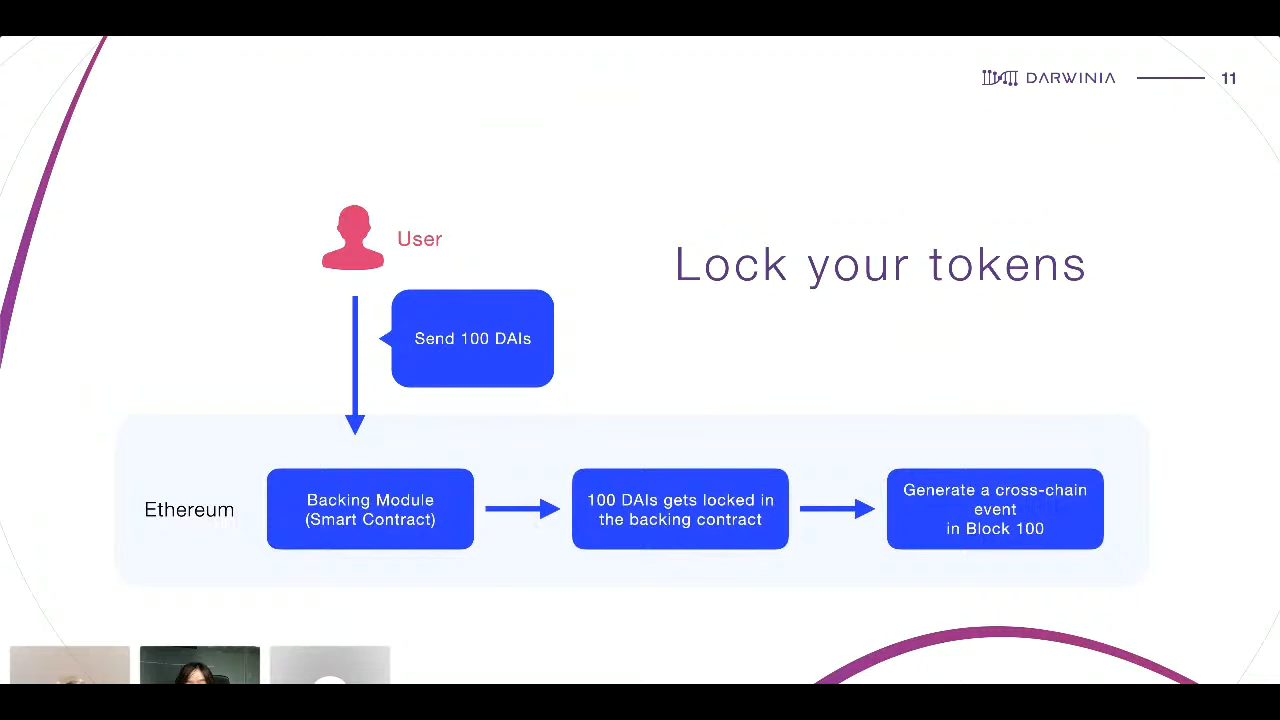 DARWINIA
11
User
Lock your tokens
Send 100 DAIs
Ethereum
Backing Module
(Smart Contract)
100 DAIs gets locked in
the backing contract
Generate a cross-chain
event
in Block 100